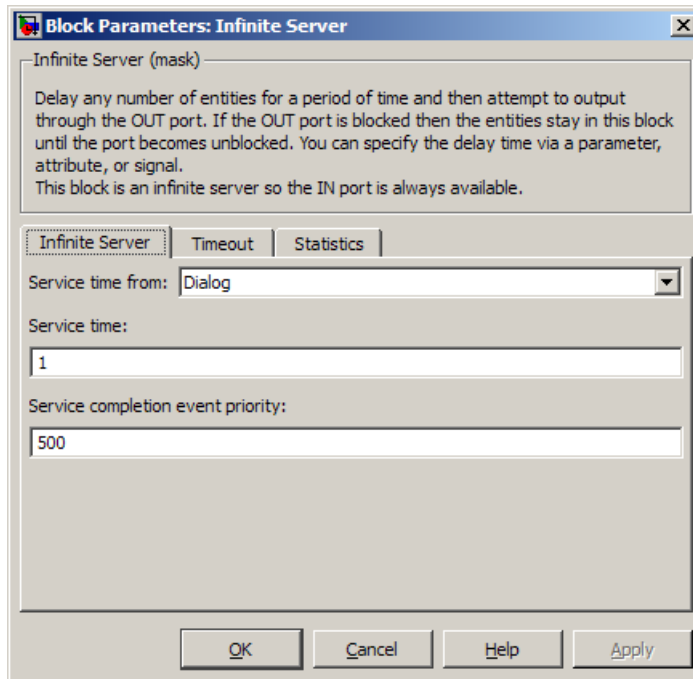 Block Parameters: Infinite Server
Infinite Server (mask)
Delay any number of entities for a period of time and then attempt to output
through the OUT port. If the OUT port is blocked then the entities stay in this block
until the port becomes unblocked. You can specify the delay time via a parameter,
attribute, or signal.
This block is an infinite server so the IN port is always available.
Infinite Server Timeout Statistics
Service time from: Dialog
Service time:
1
Service completion event priority:
500
OK Cancel Help Apply